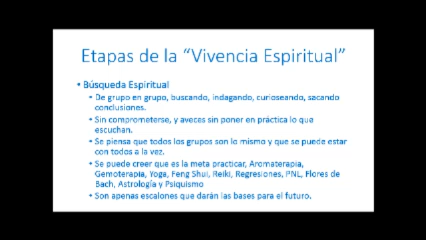 Etapas de la “Vivencia Espiritual”
• Búsqueda Espiritual
• De grupo en grupo, buscando, indagando, curioseando, sacando
conclusiones.
• Sin comprometerse, y aveces sin poner en práctica lo que
escuchan.
• Se piensa que todos los grupos son lo mismo y que se puede estar
con todos a la vez.
• Se puede creer que es la meta practicar, Aromaterapia,
Gemoterapia, Yoga, Feng Shui, Reiki, Regresiones, PNL, Flores de
Bach, Astrología y Psiquismo
• Son apenas escalones que darán las bases para el futuro.